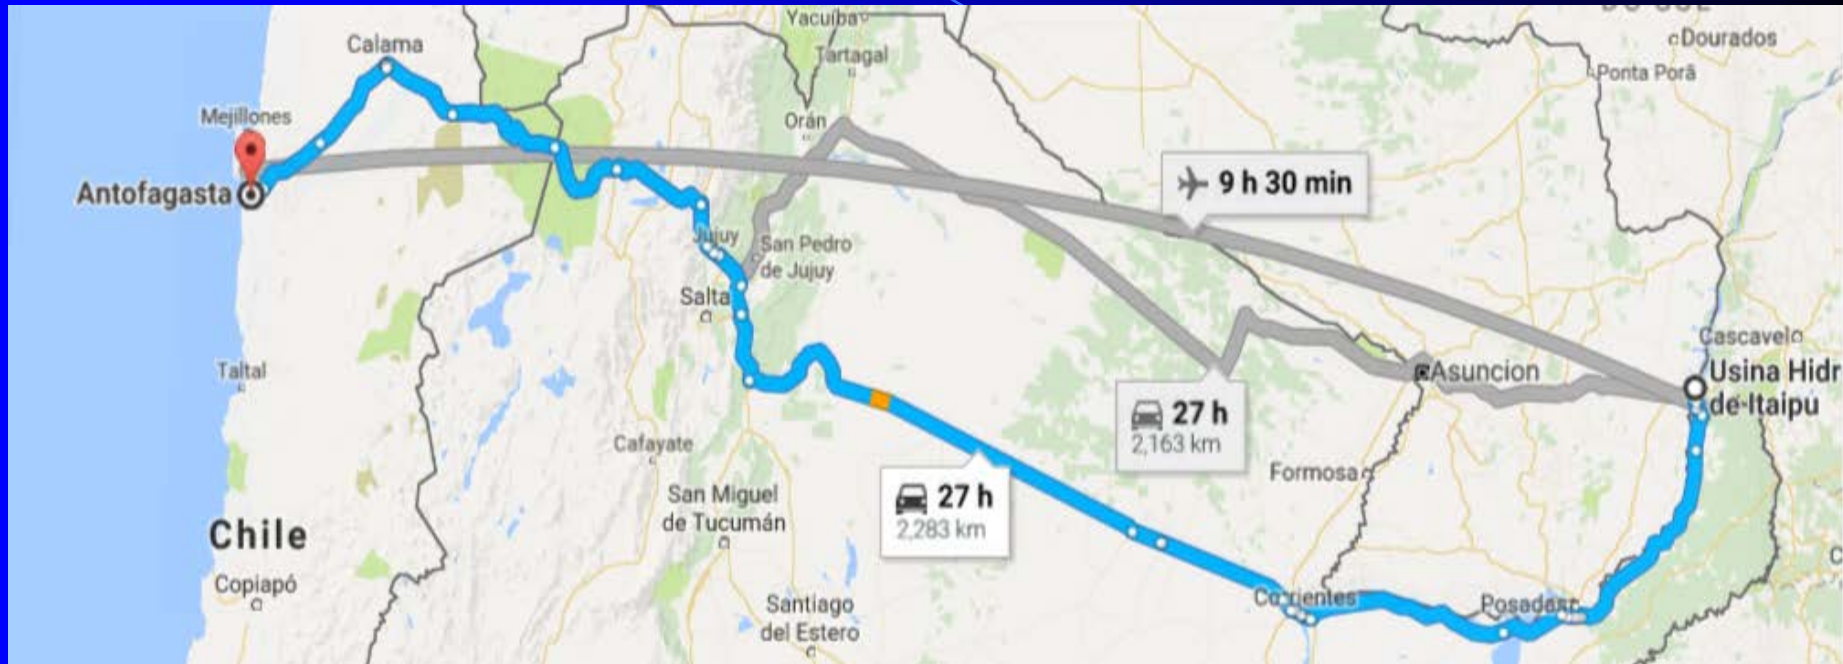 Yacuiba
Calama
Tartagal
Dourados
Ponta Porã
Mejillones
Orán
Antofagasta
9 h 30 min
Jujuy
San Pedro
de Jujuy
Salta
Cascavel
Taltal
Asuncion
Usina Hidr
de-Itaipu
27 h
2,163 km
Cafayate
Formosa
27 h
2,283 km
San Miguel
de Tucumán
Chile
Copiapó
Corrientes
Posadas
Santiago
del Estero